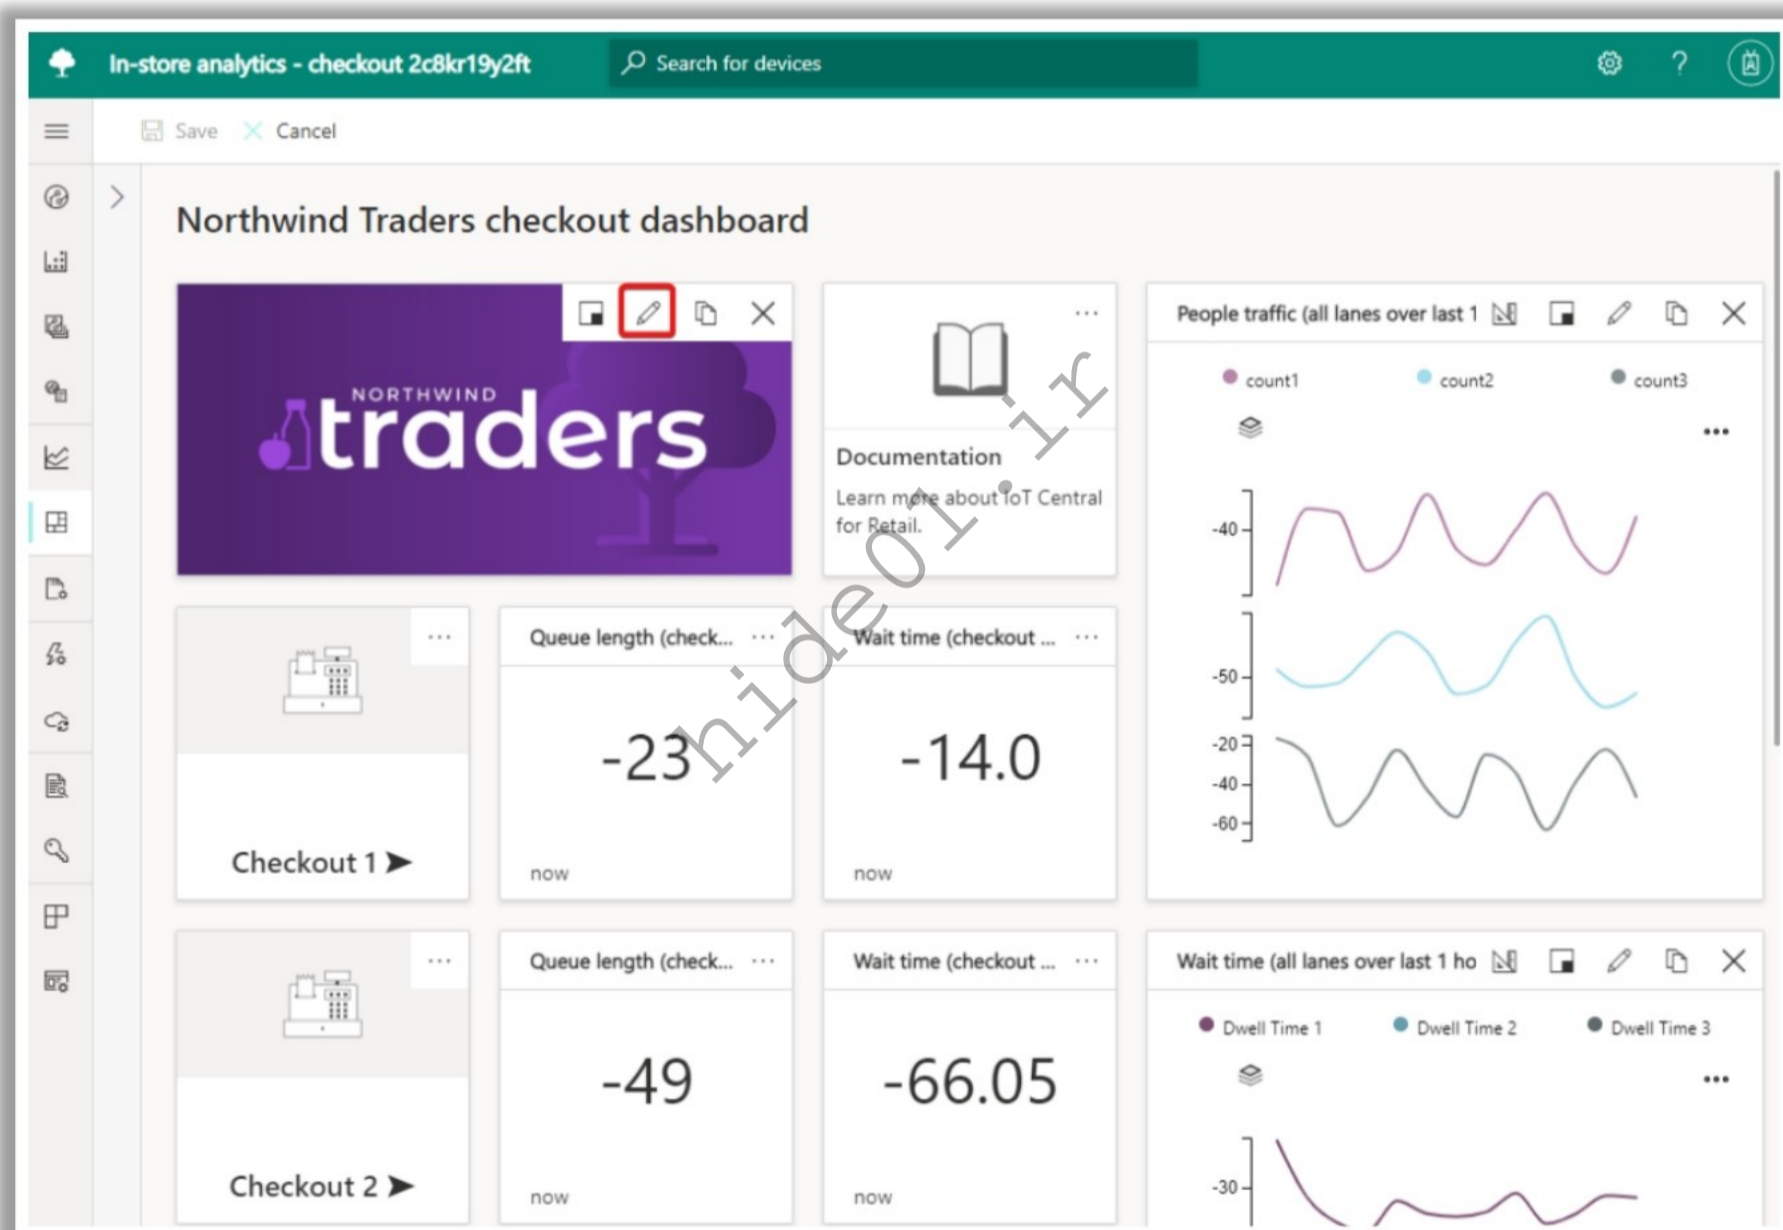 In-store analytics - checkout 2c8kr19y2ft
Search for devices
Save
Cancel
Northwind Traders checkout dashboard
NORTHWIND
traders
Documentation
Learn more about IoT Central
for Retail.
People traffic (all lanes over last 1
count1
count2
count3
-40
-50
-20
-40
-60
Checkout 1
Queue length (check...
-23
now
Wait time (checkout ...
-14.0
now
Checkout 2
Queue length (check...
-49
now
Wait time (checkout ...
-66.05
now
Wait time (all lanes over last 1 ho
Dwell Time 1
Dwell Time 2
Dwell Time 3
-30
hide01.ir